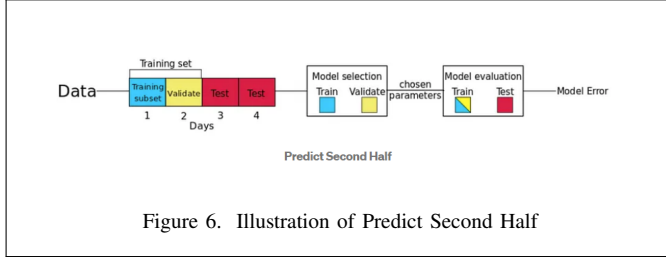 Training set
Data
Training subset
Validate
Test
Test
1 2 3 4
Days
Model selection
Train Validate
chosen parameters
Model evaluation
Train Test
Model Error
Predict Second Half
Figure 6. Illustration of Predict Second Half